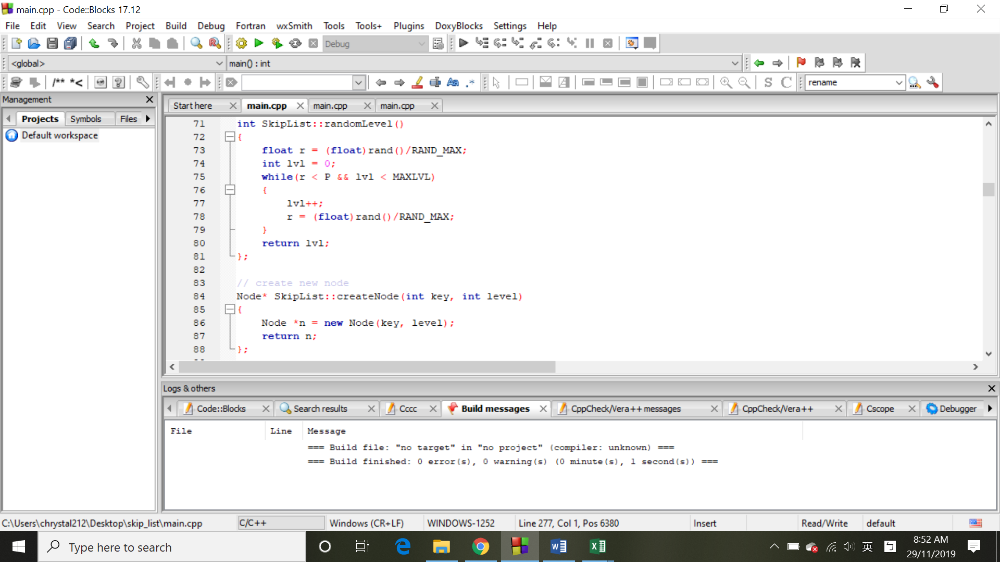 main.cpp - Code::Blocks 17.12
File Edit View Search Project Build Debug Fortran wxSmith Tools Tools+ Plugins DoxyBlocks Settings Help
Debug
<global> main() : int
/** *< Aa .* S C rename
Management
Start here main.cpp main.cpp main.cpp
Projects Symbols Files
Default workspace
71 int SkipList::randomLevel()
72 {
73 float r = (float)rand()/RAND_MAX;
74 int lvl = 0;
75 while(r < P && lvl < MAXLVL)
76 {
77 lvl++;
78 r = (float)rand()/RAND_MAX;
79 }
80 return lvl;
81 };
82
83 // create new node
84 Node* SkipList::createNode(int key, int level)
85 {
86 Node *n = new Node(key, level);
87 return n;
88 };
Logs & others
Code::Blocks Search results Cccc Build messages CppCheck/Vera++ messages CppCheck/Vera++ Cscope Debugger
File Line Message
=== Build file: "no target" in "no project" (compiler: unknown) ===
=== Build finished: 0 error(s), 0 warning(s) (0 minute(s), 1 second(s)) ===
C:\Users\chrystal212\Desktop\skip_list\main.cpp C/C++ Windows (CR+LF) WINDOWS-1252 Line 277, Col 1, Pos 6380 Insert Read/Write default
Type here to search
英 ㄅ
8:52 AM
29/11/2019